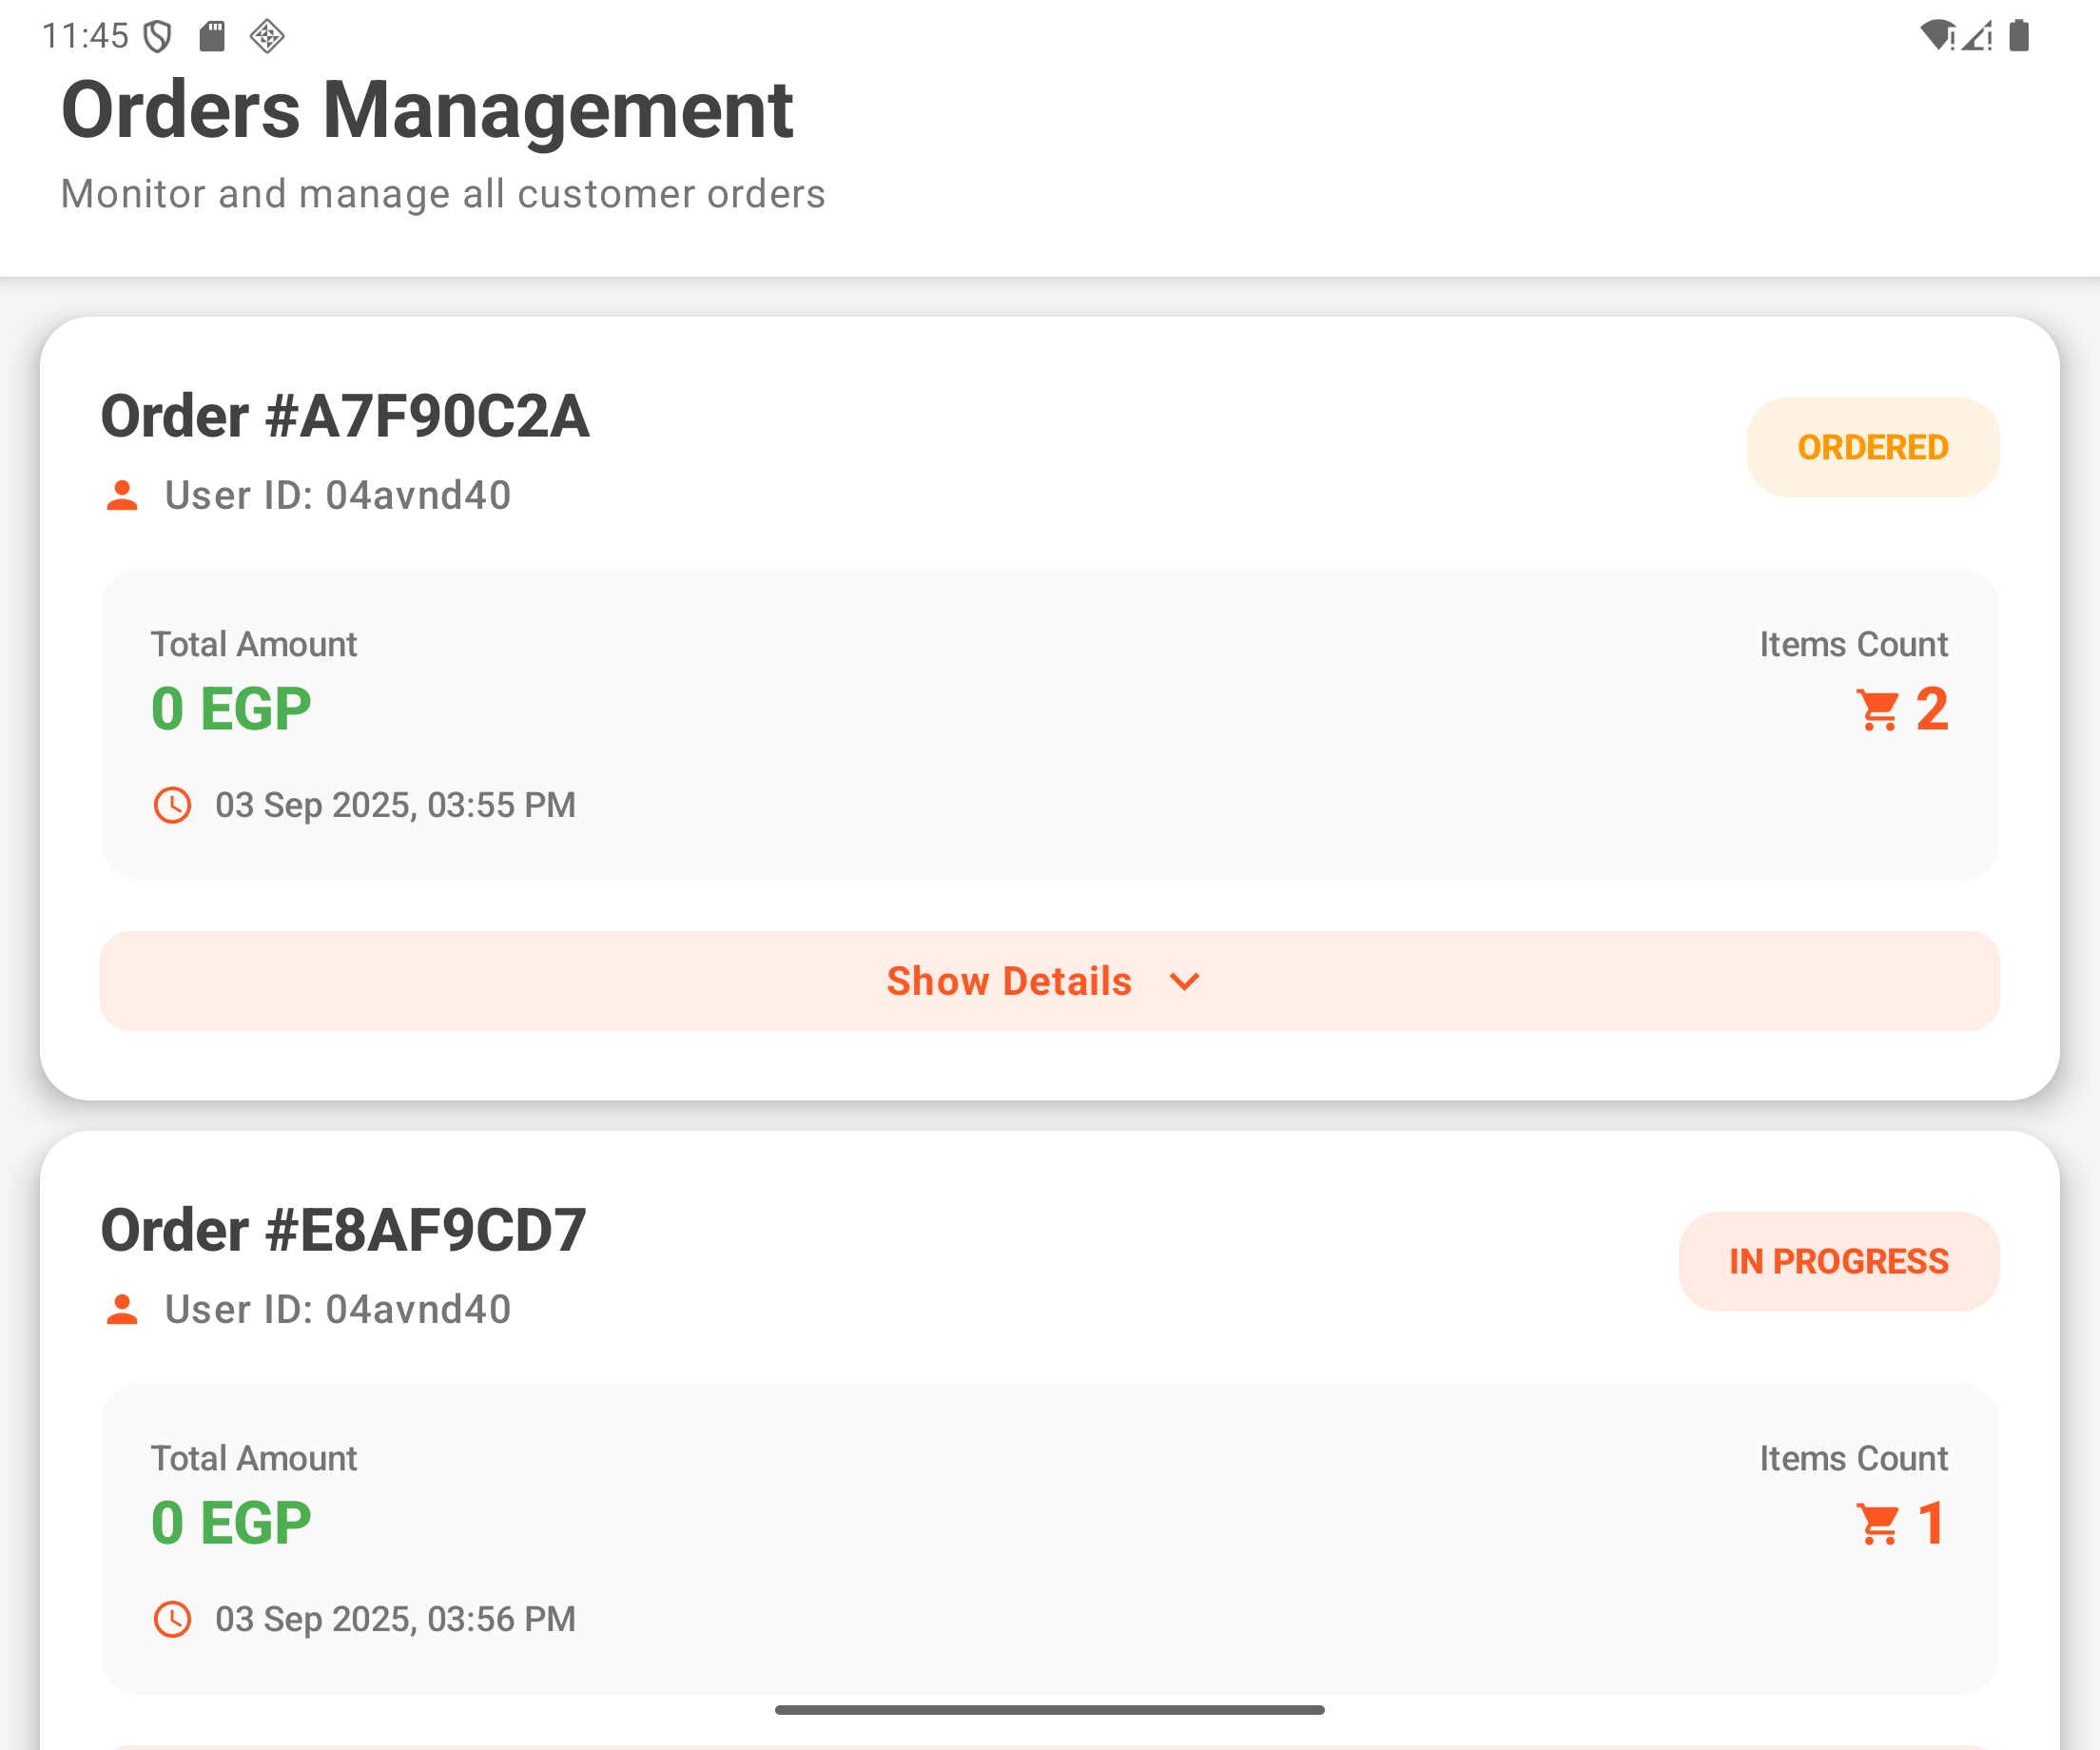 11:45
Orders Management
Monitor and manage all customer orders
Order #A7F90C2A
ORDERED
User ID: 04avnd40
Total Amount
Items Count
0 EGP
2
03 Sep 2025, 03:55 PM
Show Details
Order #E8AF9CD7
IN PROGRESS
User ID: 04avnd40
Total Amount
Items Count
0 EGP
1
03 Sep 2025, 03:56 PM